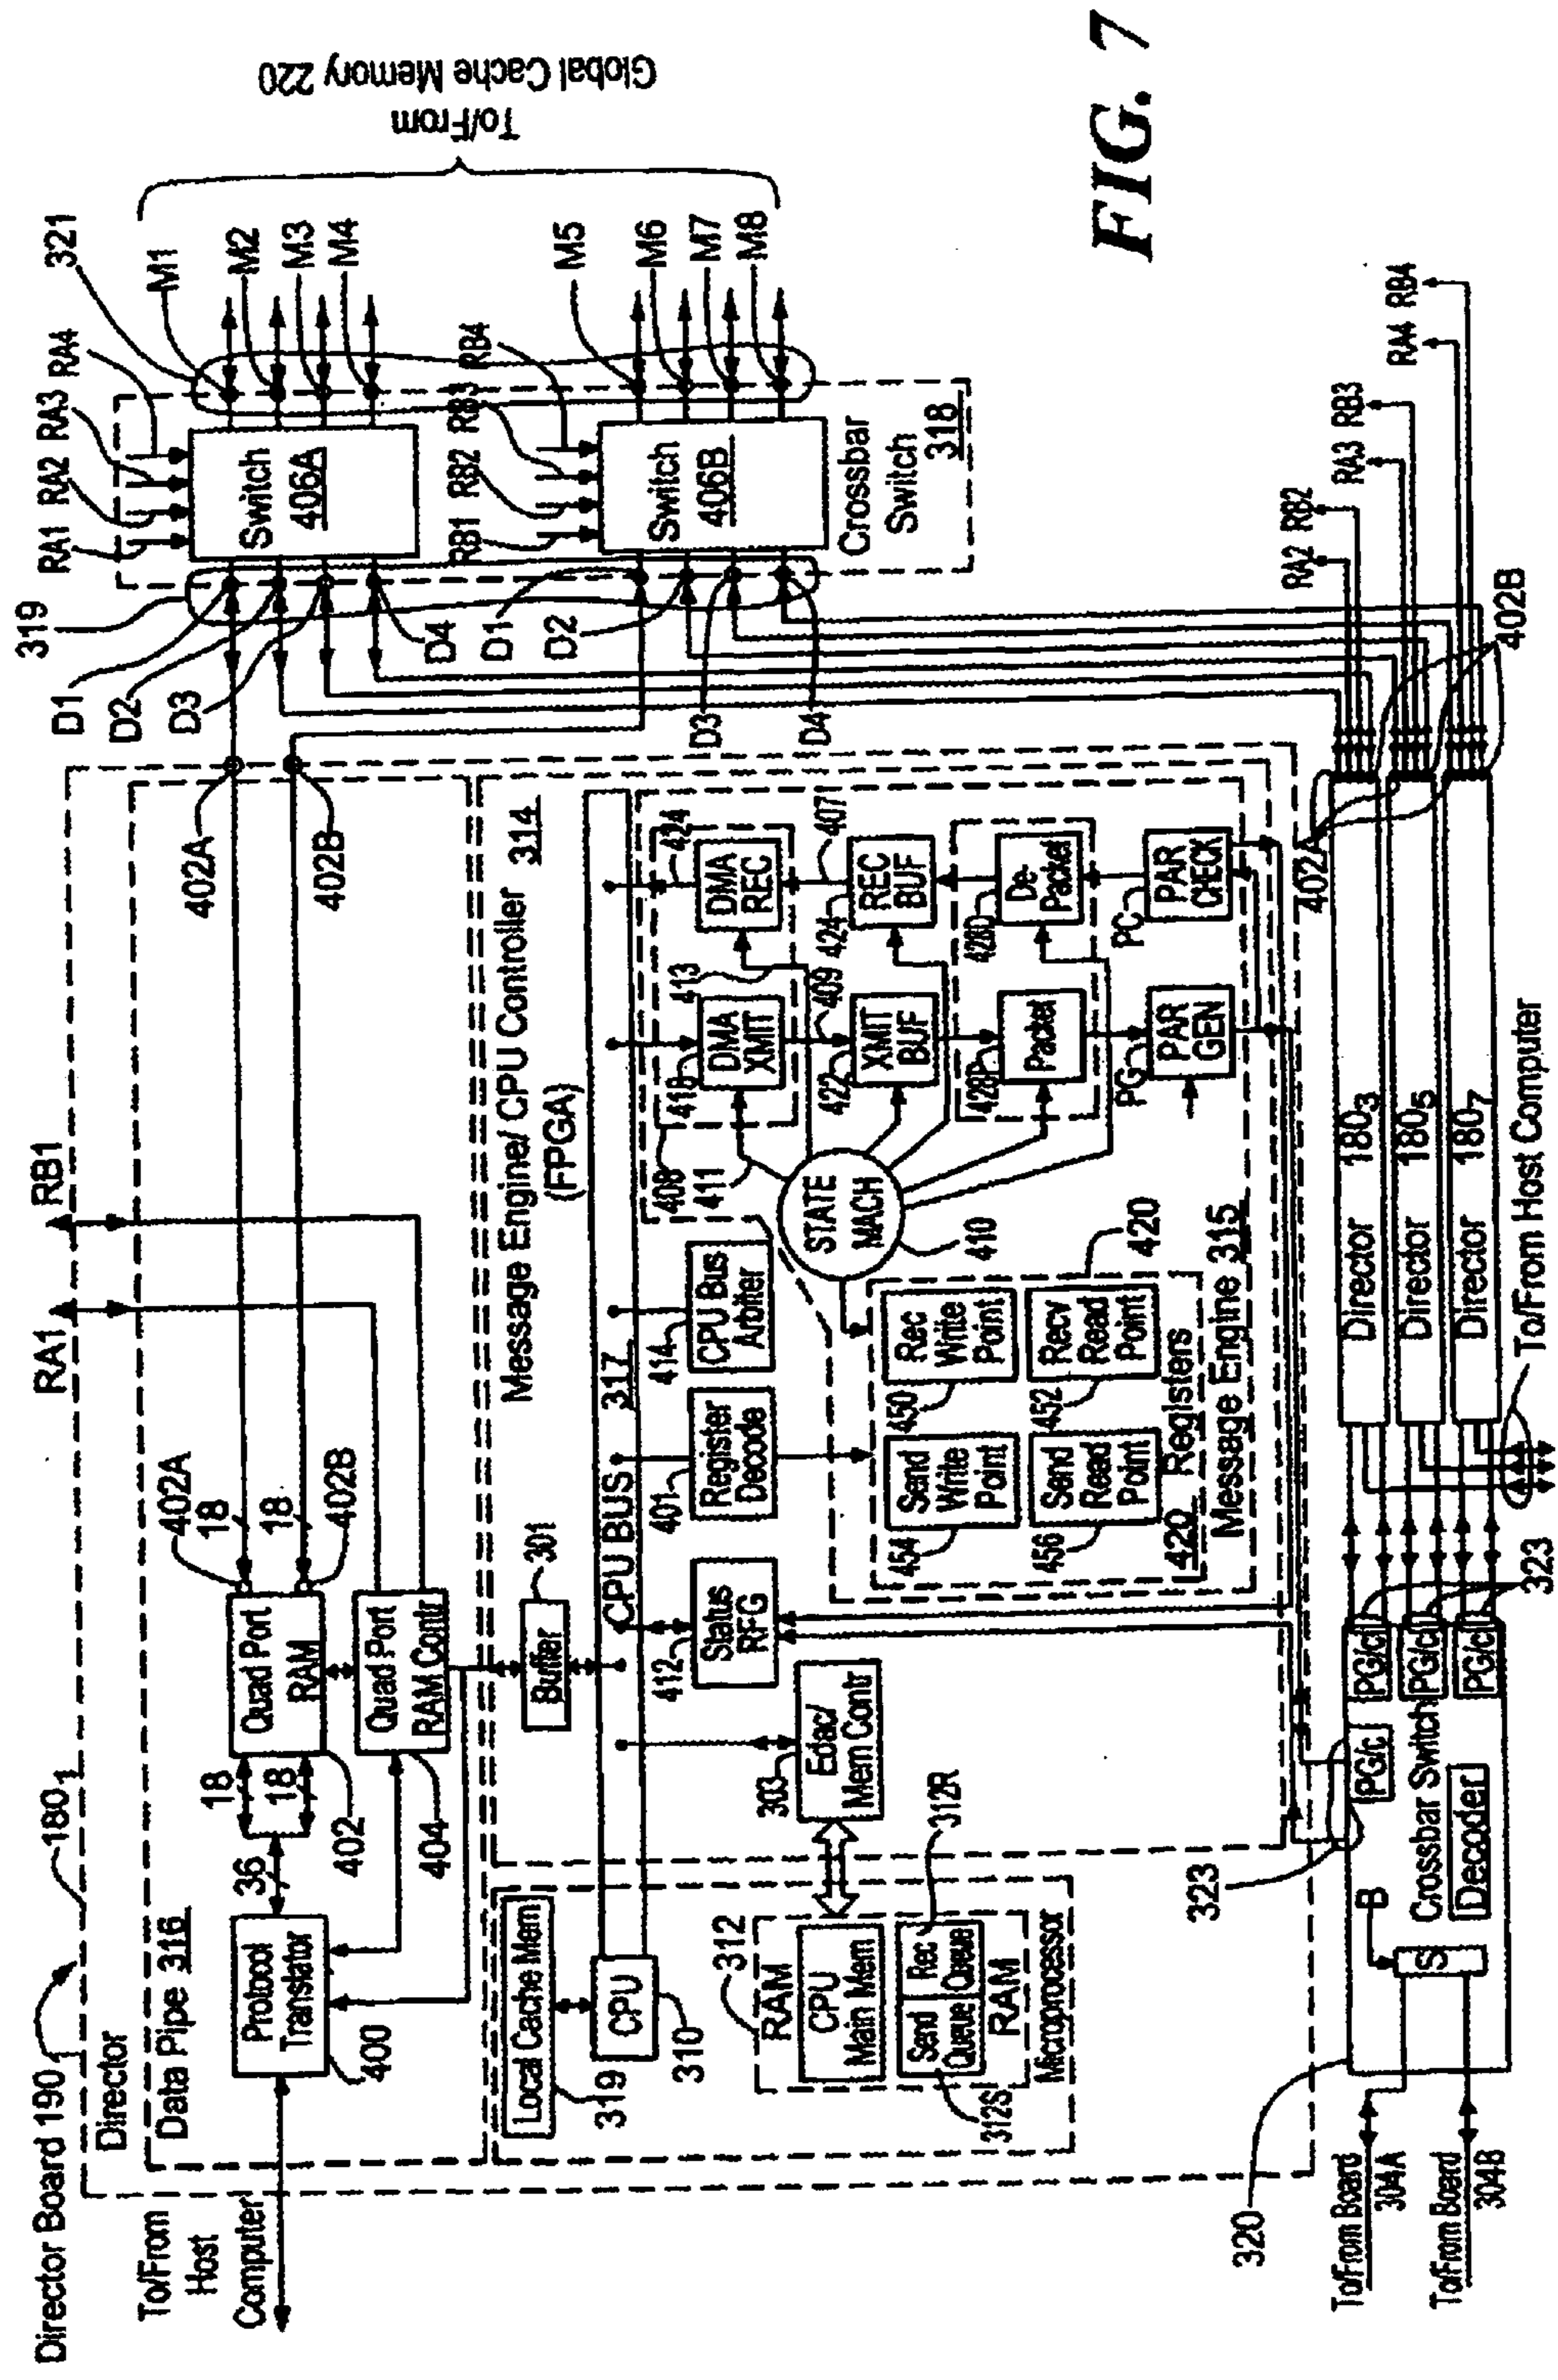 Director Board 190₁
180₁
Director
Data Pipe 316
To/From
Host
Computer
Protocol
Translator
400
36
18
18
402
Quad Port
RAM
404
Quad Port
RAM Contr
402A
18
18
402B
RA1
RB1
402A
402B
319
D1
D2
D3
D4
D1
D2
D3
D4
RA1
RA2
RA3
RA4
Switch
406A
RB1
RB2
RB3
RB4
Switch
406B
Crossbar
Switch
318
321
M1
M2
M3
M4
M5
M6
M7
M8
To/From
Global Cache Memory 220
FIG. 7
Message Engine/ CPU Controller
(FPGA)
314
Local Cache Mem
319
CPU
310
CPU BUS
317
Buffer
301
312
RAM
CPU
Main Mem
Send
Queue
Rec
Queue
RAM
Microprocessor
312S
312R
303
Edac/
Mem Contr
412
Status
RFG
401
Register
Decode
414
CPU Bus
Arbiter
408
411
413
418
DMA
XMIT
DMA
REC
424
409
407
422
XMIT
BUF
424
REC
BUF
428P
Packet
428D
De-
Packet
PG
PAR
GEN
PC
PAR
CHECK
STATE
MACH
410
420
Send
Write
Point
454
Rec
Write
Point
450
Send
Read
Point
456
Recv
Read
Point
452
420 Registers
Message Engine 315
320
To/From Board
304A
To/From Board
304B
S
B
Crossbar Switch
Decoder
323
PG/c
PG/c
PG/c
PG/c
323
To/From Host Computer
Director 180₃
Director 180₅
Director 180₇
402A
402B
RA2
RB2
RA3
RB3
RA4
RB4